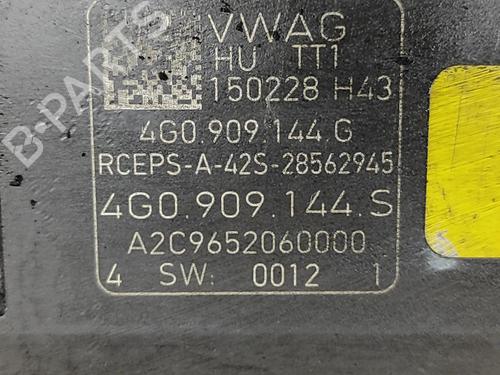 VWAG
HU TT1
150228 H43
4G0.909.144.G
RCEPS-A-42S-28562945
4G0.909.144.S
A2C9652060000
4 SW: 0012 1
B-PARTS